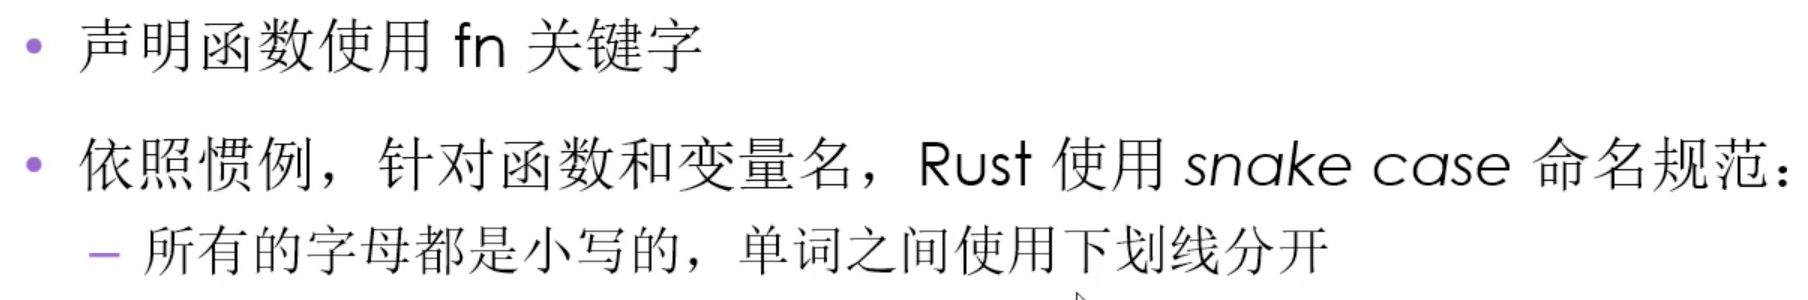 • 声明函数使用 fn 关键字
• 依照惯例，针对函数和变量名，Rust 使用 snake case 命名规范：
– 所有的字母都是小写的，单词之间使用下划线分开